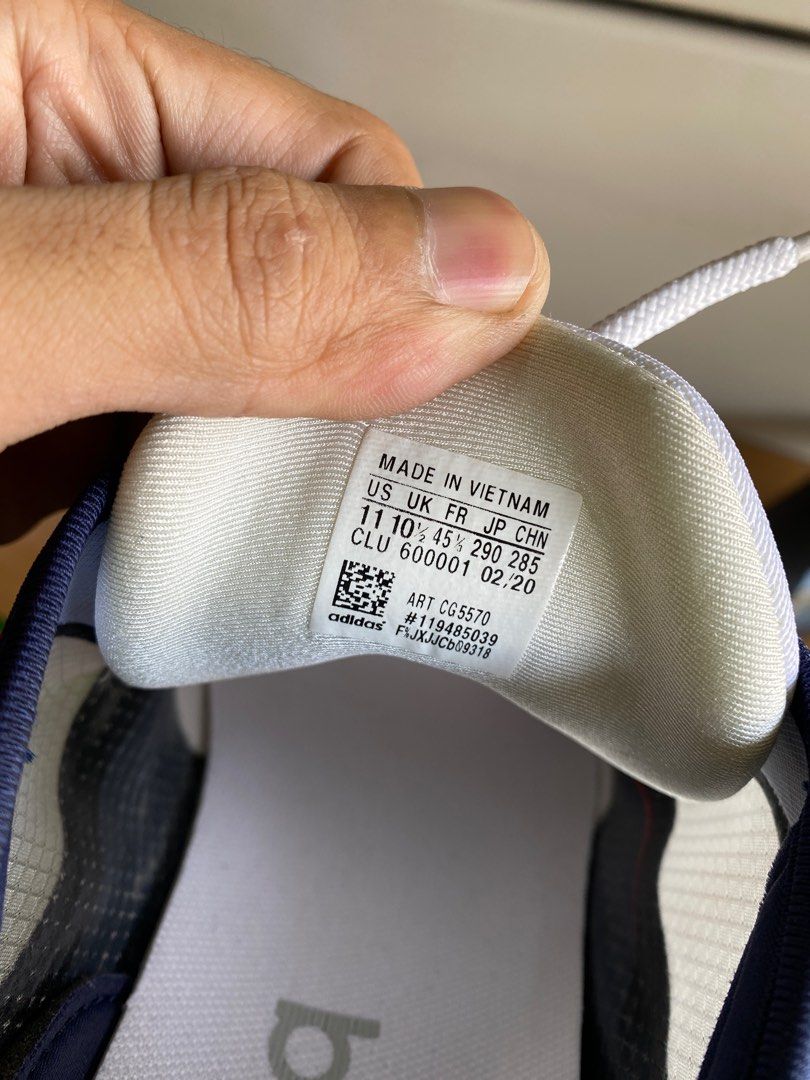 MADE IN VIETNAM
US UK FR JP CHN
11 10½ 45⅓ 290 285
CLU 600001 02/20
ART CG5570
#119485039
adidas